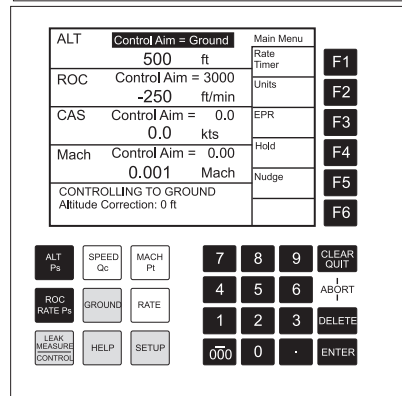 ALT Control Aim = Ground Main Menu
500 ft Rate Timer F1
ROC Control Aim = 3000 Units F2
-250 ft/min
CAS Control Aim = 0.0 EPR F3
0.0 kts
Mach Control Aim = 0.00 Hold F4
0.001 Mach Nudge F5
CONTROLLING TO GROUND
Altitude Correction: 0 ft F6
ALT Ps SPEED Qc MACH Pt 7 8 9 CLEAR QUIT
ROC RATE Ps GROUND RATE 4 5 6 ABORT
1 2 3 DELETE
LEAK MEASURE CONTROL HELP SETUP 000 0 . ENTER